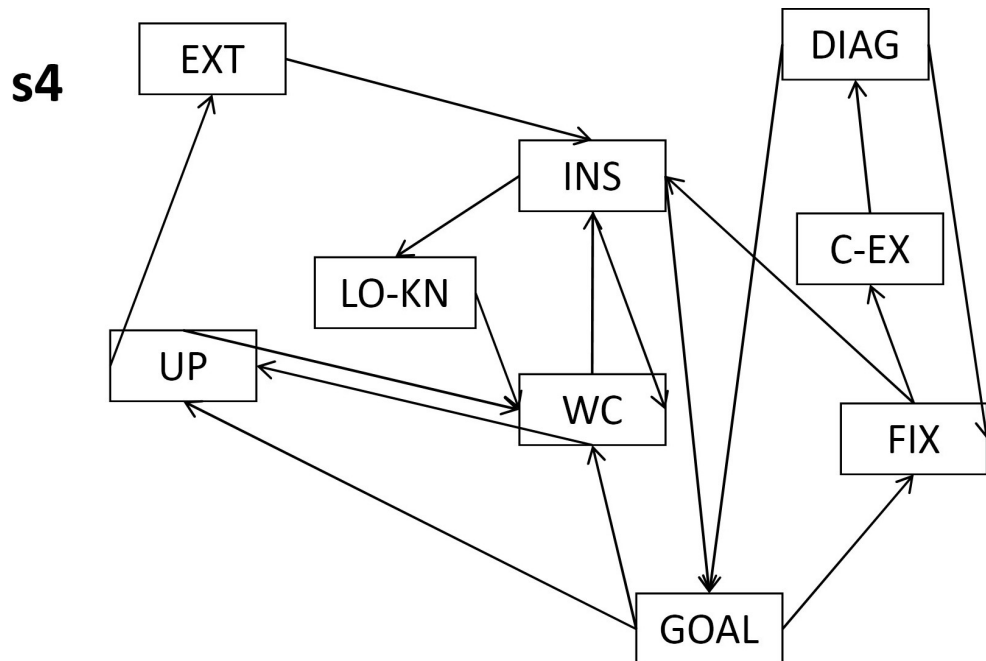 s4
EXT
DIAG
INS
C-EX
LO-KN
UP
WC
FIX
GOAL